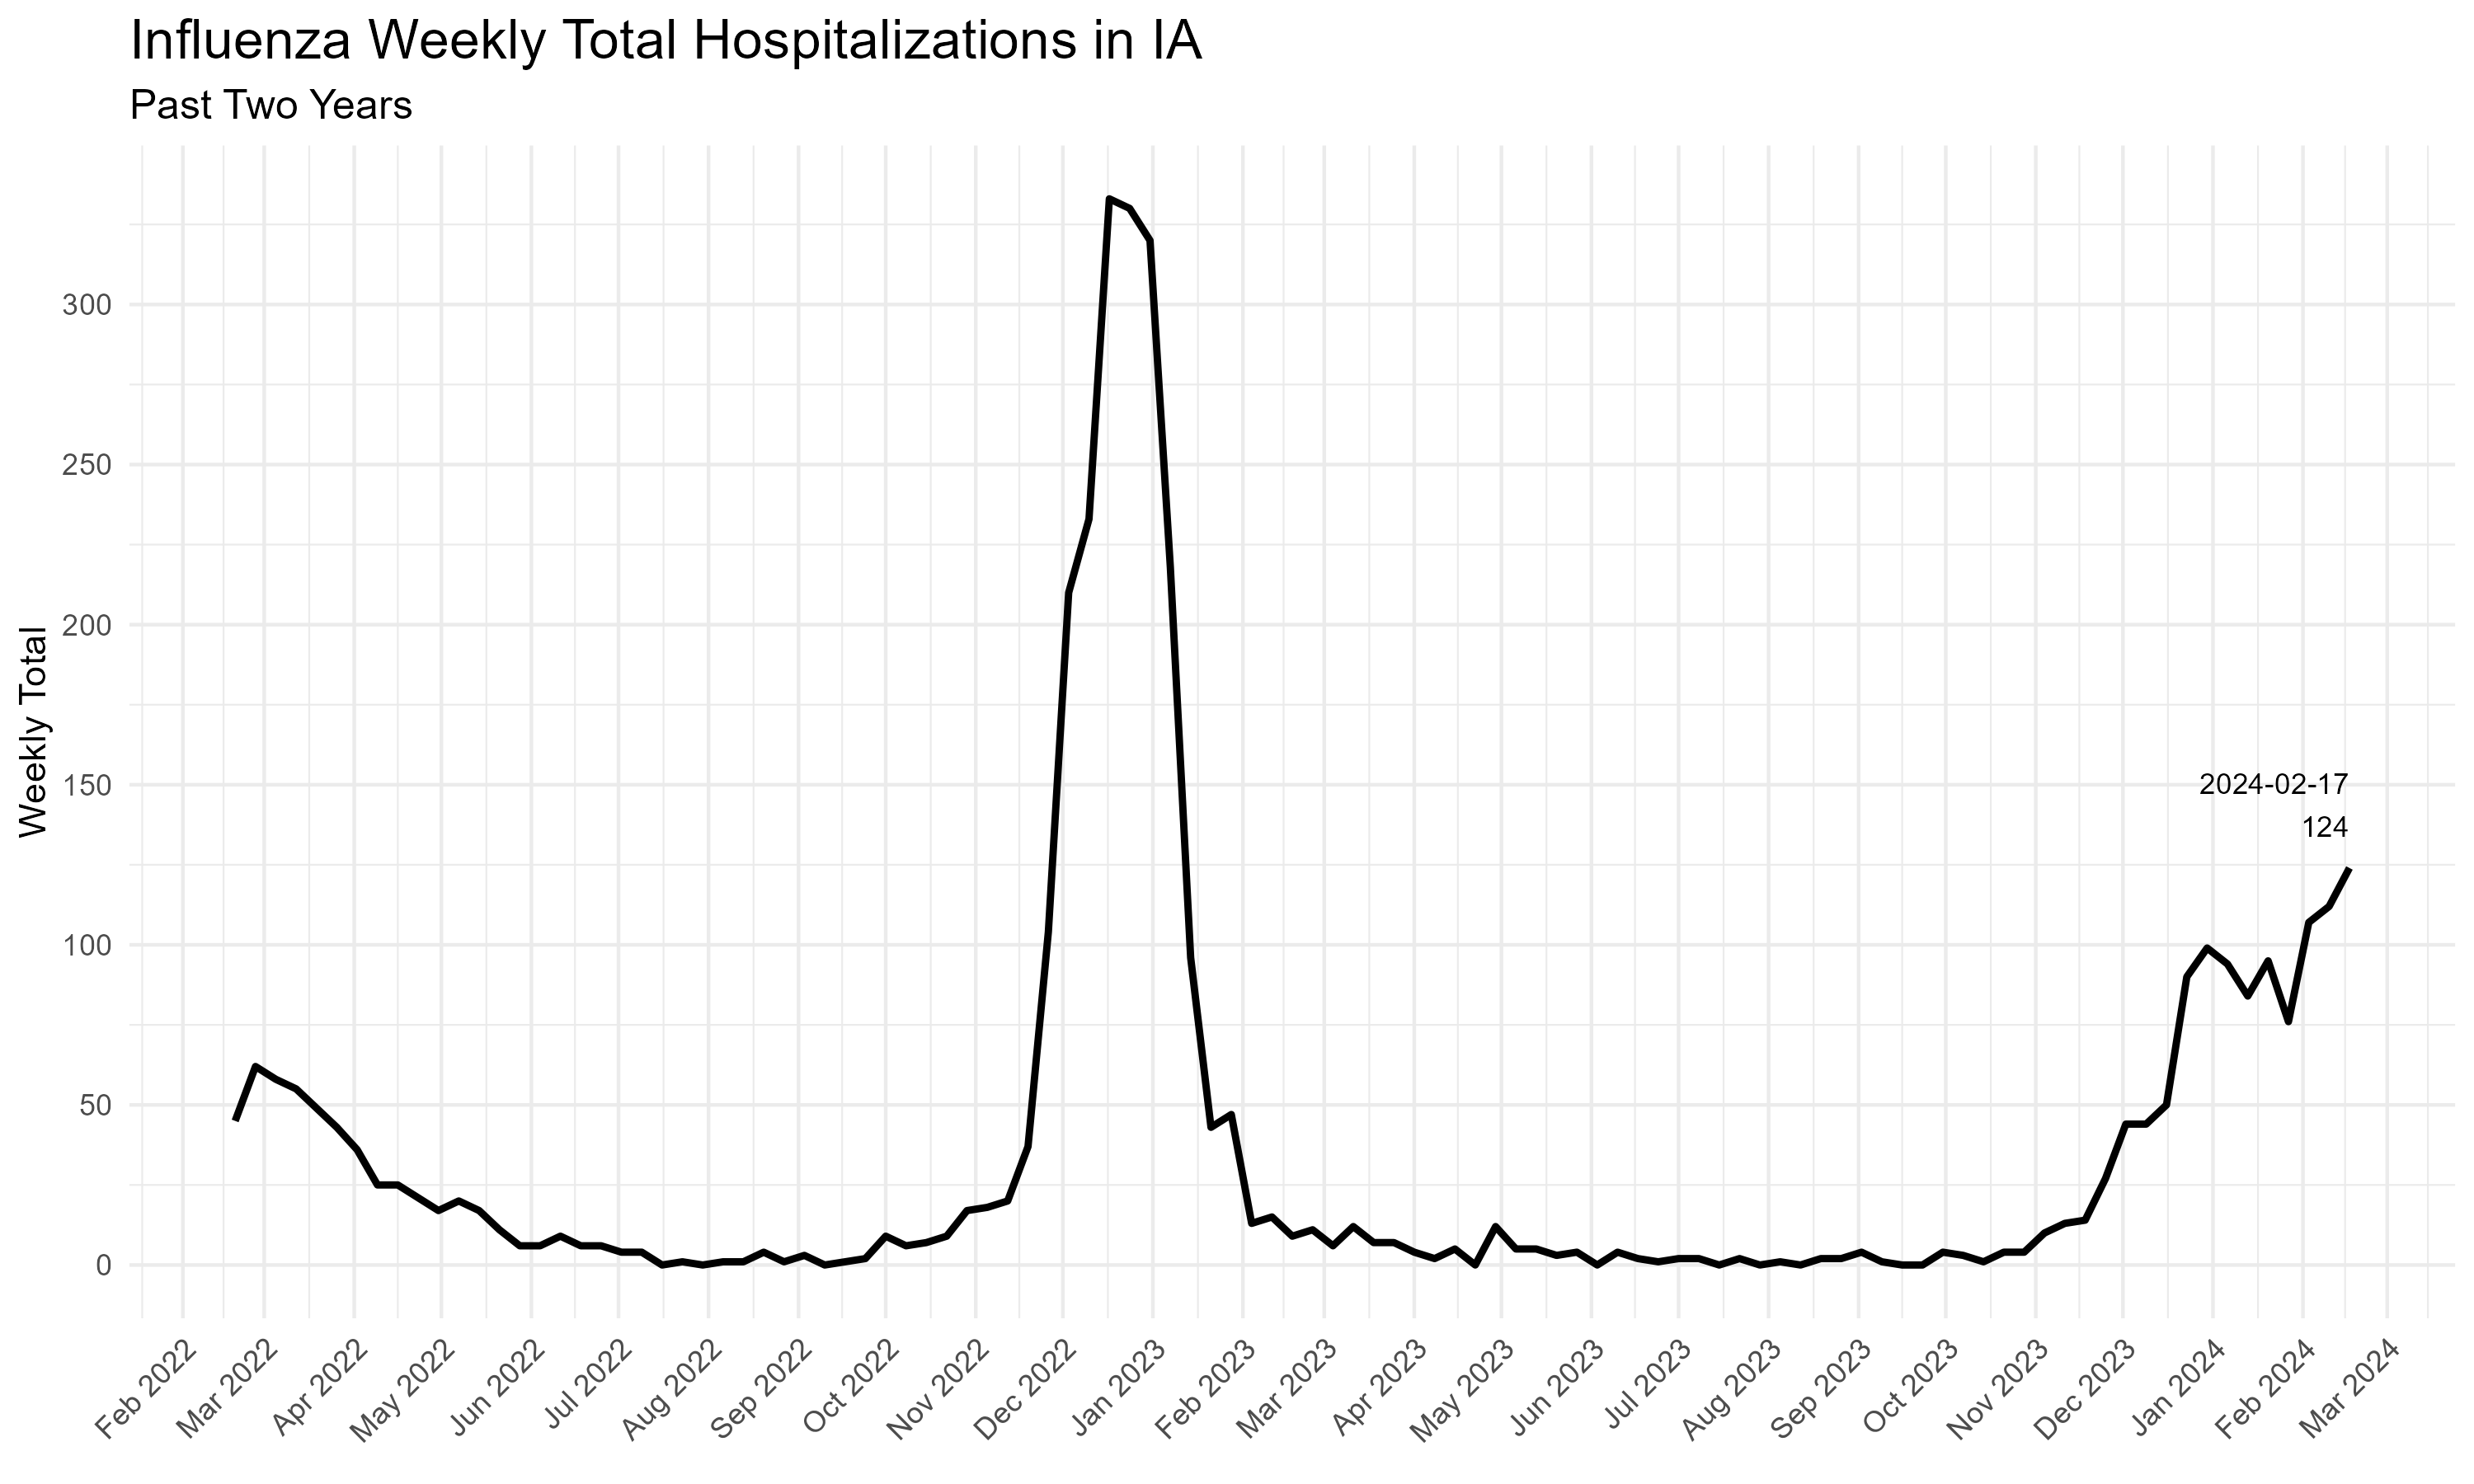 Influenza Weekly Total Hospitalizations in IA
Past Two Years
Weekly Total
300
250
200
150
100
50
0
2024-02-17
124
Feb 2022
Mar 2022
Apr 2022
May 2022
Jun 2022
Jul 2022
Aug 2022
Sep 2022
Oct 2022
Nov 2022
Dec 2022
Jan 2023
Feb 2023
Mar 2023
Apr 2023
May 2023
Jun 2023
Jul 2023
Aug 2023
Sep 2023
Oct 2023
Nov 2023
Dec 2023
Jan 2024
Feb 2024
Mar 2024